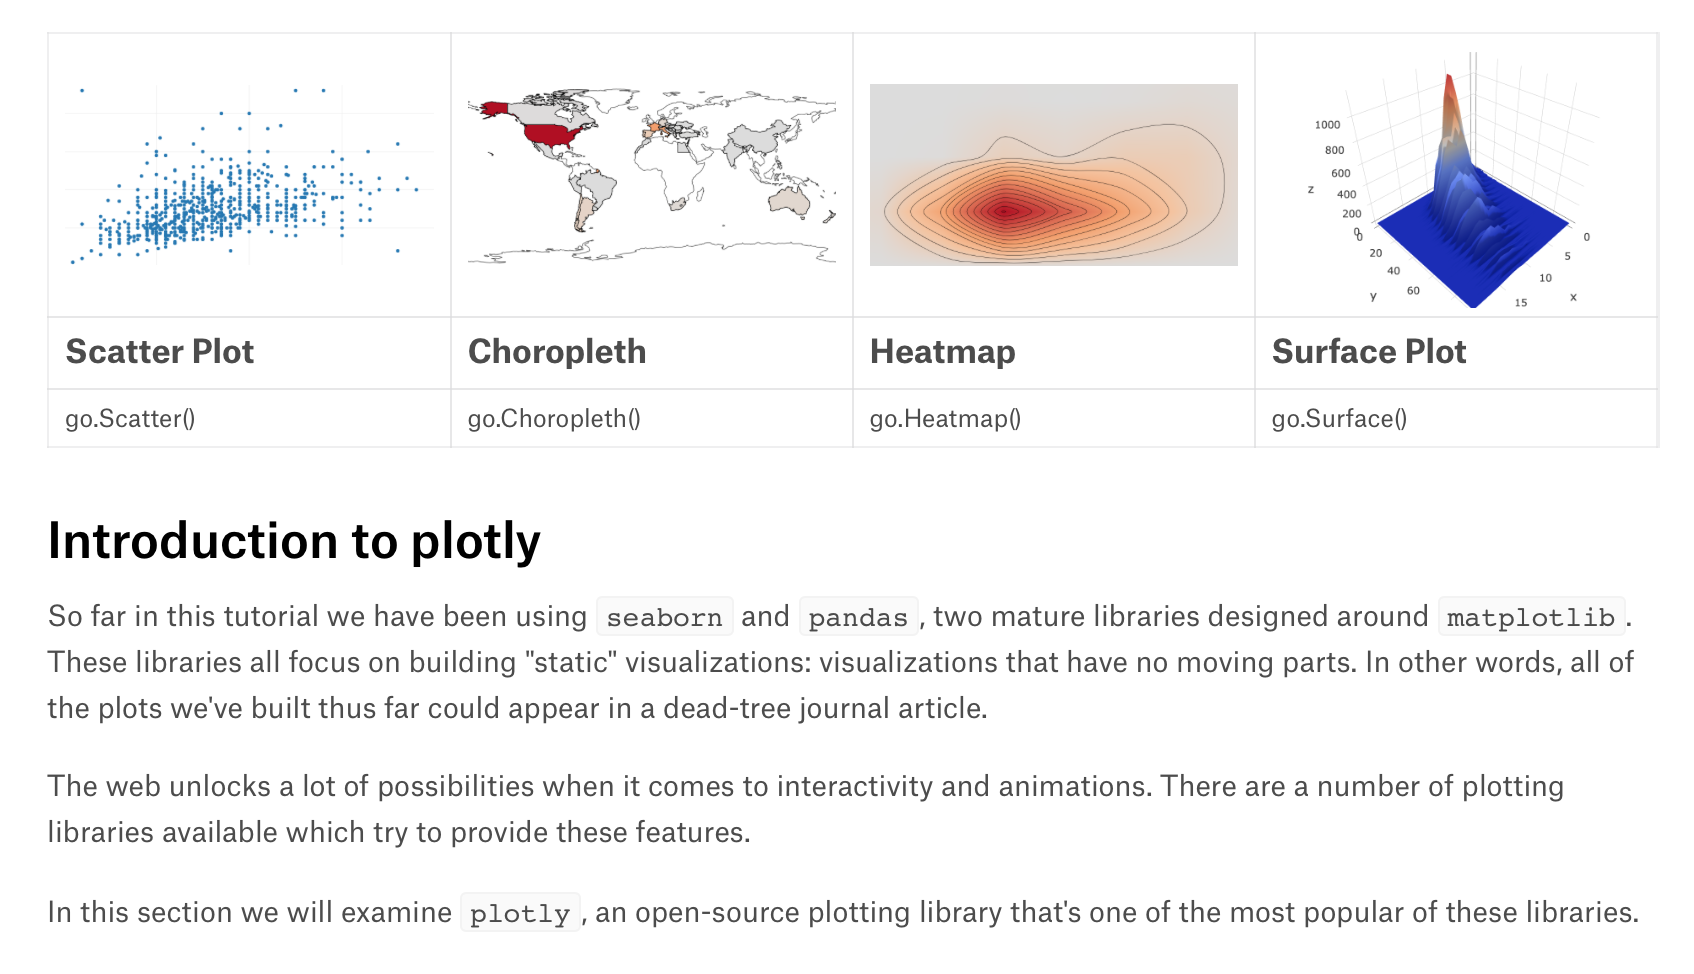 1000
800
600
z
400
200
0
0
20
40
60
y
0
5
10
15
x
Scatter Plot
Choropleth
Heatmap
Surface Plot
go.Scatter()
go.Choropleth()
go.Heatmap()
go.Surface()
Introduction to plotly
So far in this tutorial we have been using seaborn and pandas, two mature libraries designed around matplotlib.
These libraries all focus on building "static" visualizations: visualizations that have no moving parts. In other words, all of
the plots we've built thus far could appear in a dead-tree journal article.
The web unlocks a lot of possibilities when it comes to interactivity and animations. There are a number of plotting
libraries available which try to provide these features.
In this section we will examine plotly, an open-source plotting library that's one of the most popular of these libraries.